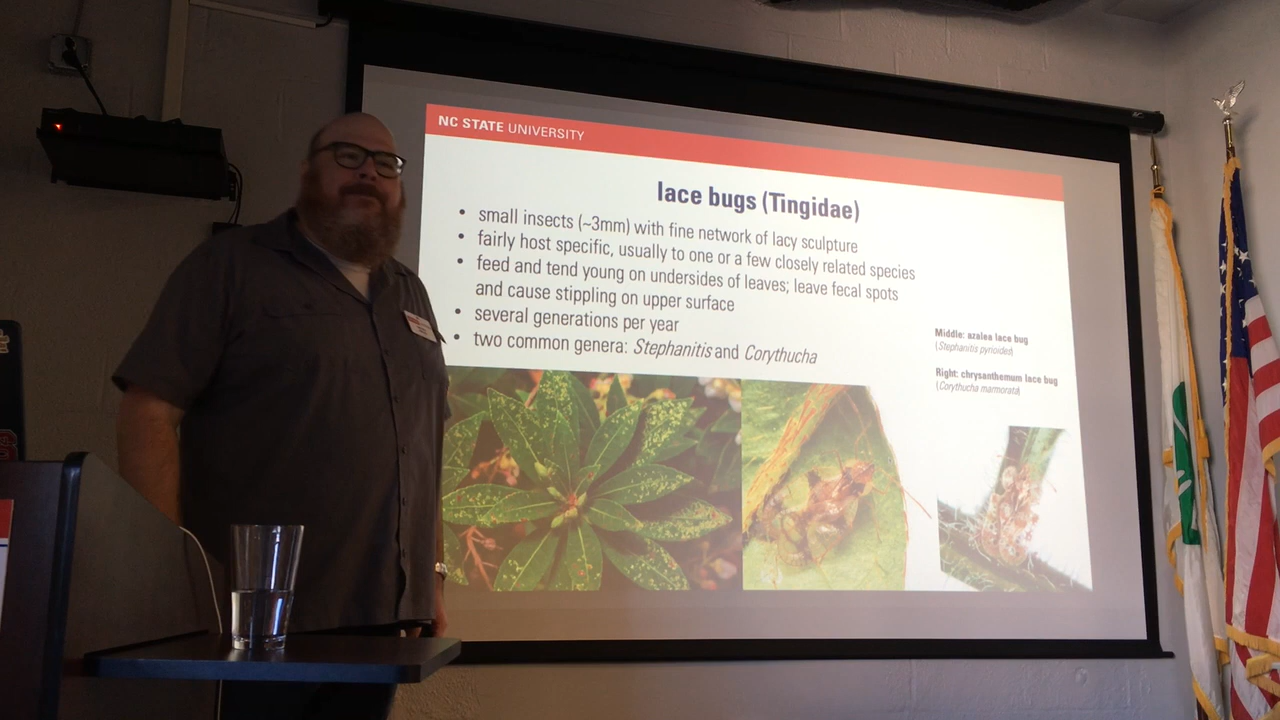 NC STATE UNIVERSITY
lace bugs (Tingidae)
• small insects (~3mm) with fine network of lacy sculpture
• fairly host specific, usually to one or a few closely related species
• feed and tend young on undersides of leaves; leave fecal spots
and cause stippling on upper surface
• several generations per year
• two common genera: Stephanitis and Corythucha
Middle: azalea lace bug
(Stephanitis pyrioides)
Right: chrysanthemum lace bug
(Corythucha marmorata)